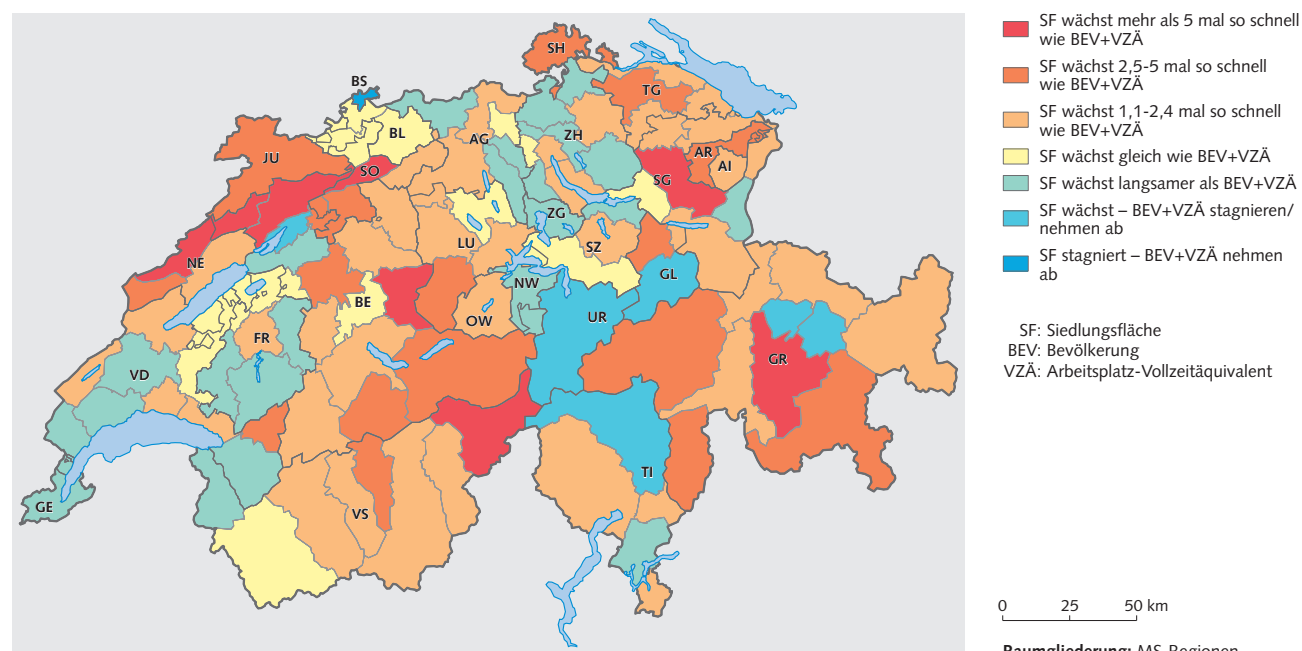 SH
BS
TG
BL
AG
ZH
JU
SO
AR
AI
SG
ZG
LU
SZ
NE
NW
GL
BE
OW
UR
FR
VD
GR
TI
GE
VS
SF wächst mehr als 5 mal so schnell
wie BEV+VZÄ
SF wächst 2,5-5 mal so schnell
wie BEV+VZÄ
SF wächst 1,1-2,4 mal so schnell
wie BEV+VZÄ
SF wächst gleich wie BEV+VZÄ
SF wächst langsamer als BEV+VZÄ
SF wächst – BEV+VZÄ stagnieren/
nehmen ab
SF stagniert – BEV+VZÄ nehmen
ab
SF: Siedlungsfläche
BEV: Bevölkerung
VZÄ: Arbeitsplatz-Vollzeitäquivalent
0 25 50 km
Raumgliederung: MS-Regionen